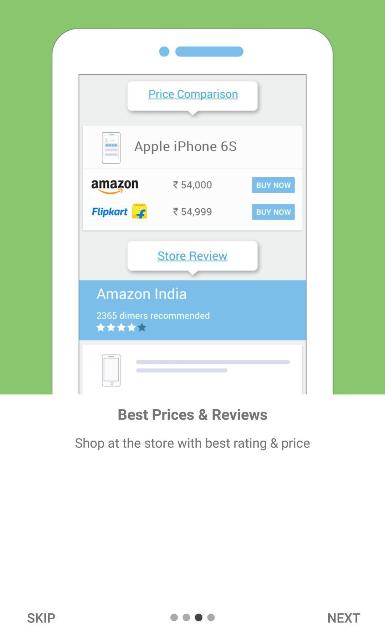 Price Comparison
Apple iPhone 6S
amazon ₹ 54,000 BUY NOW
Flipkart ₹ 54,999 BUY NOW
Store Review
Amazon India
2365 dimers recommended
Best Prices & Reviews
Shop at the store with best rating & price
SKIP NEXT